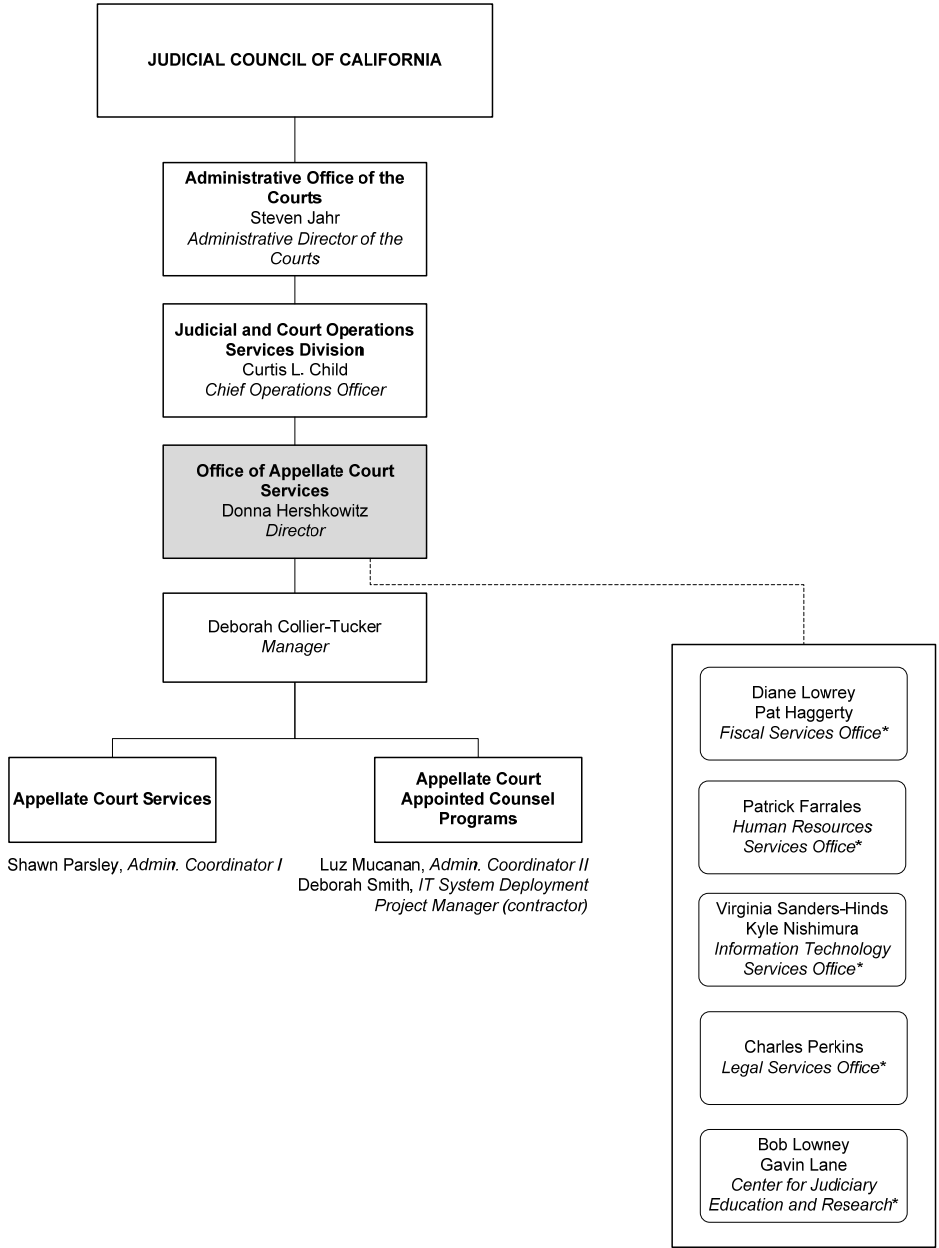 JUDICIAL COUNCIL OF CALIFORNIA
Administrative Office of the
Courts
Steven Jahr
Administrative Director of the
Courts
Judicial and Court Operations
Services Division
Curtis L. Child
Chief Operations Officer
Office of Appellate Court
Services
Donna Hershkowitz
Director
Deborah Collier-Tucker
Manager
Appellate Court Services
Shawn Parsley, Admin. Coordinator I
Appellate Court
Appointed Counsel
Programs
Luz Mucanan, Admin. Coordinator II
Deborah Smith, IT System Deployment
Project Manager (contractor)
Diane Lowrey
Pat Haggerty
Fiscal Services Office*
Patrick Farrales
Human Resources
Services Office*
Virginia Sanders-Hinds
Kyle Nishimura
Information Technology
Services Office*
Charles Perkins
Legal Services Office*
Bob Lowney
Gavin Lane
Center for Judiciary
Education and Research*